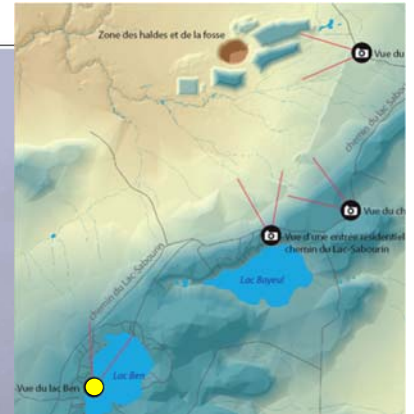 Zone des haldes et de la fosse
Vue du
chemin du lac-Sabourin
Vue du ch
Vue d'une entrée résidentiel
chemin du Lac-Sabourin
Lac Bayeul
chemin du Lac-Sabourin
Lac Ben
Vue du lac Ben